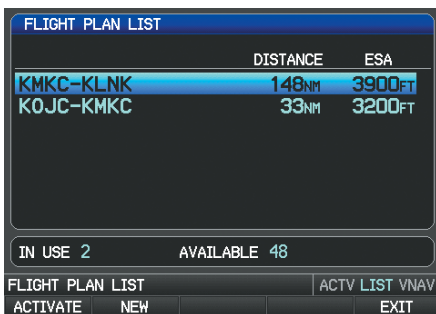 FLIGHT PLAN LIST
DISTANCE ESA
KMKC-KLNK 148NM 3900FT
KOJC-KMKC 33NM 3200FT
IN USE 2 AVAILABLE 48
FLIGHT PLAN LIST ACTV LIST VNAV
ACTIVATE NEW EXIT